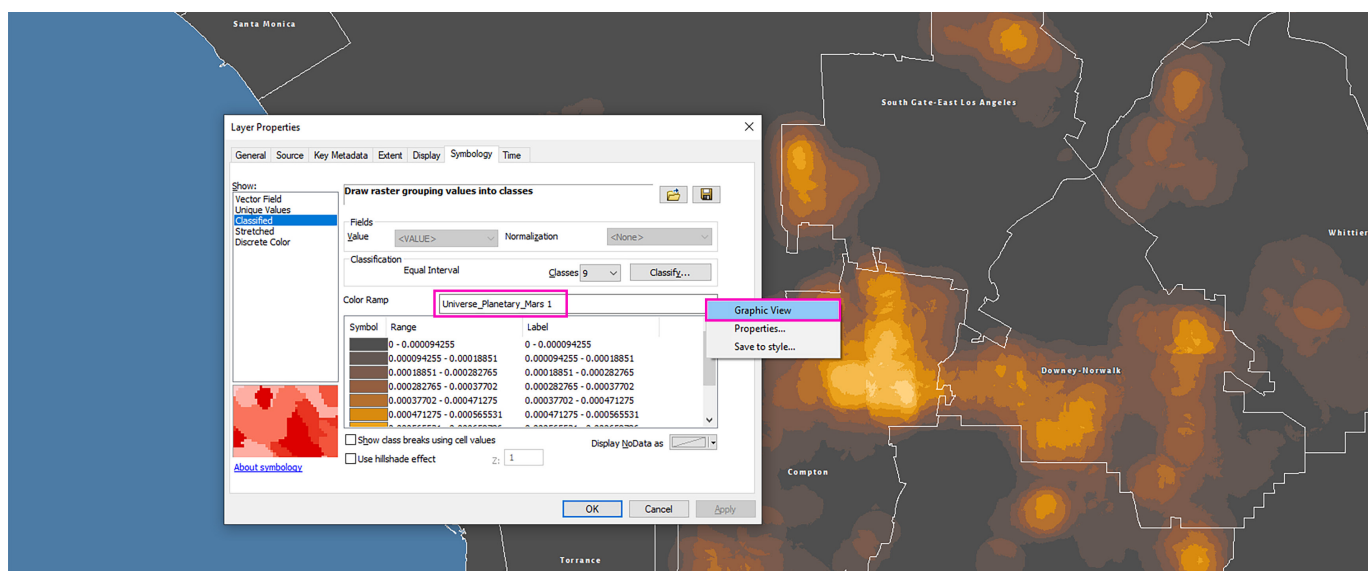 Santa Monica
South Gate-East Los Angeles
Whittier
Downey-Norwalk
Compton
Torrance
Layer Properties
General Source Key Metadata Extent Display Symbology Time
Show:
Vector Field
Unique Values
Classified
Stretched
Discrete Color
Draw raster grouping values into classes
Fields
Value <VALUE> Normalization <None>
Classification
Equal Interval Classes 9 Classify...
Color Ramp Universe_Planetary_Mars 1
Graphic View
Properties...
Save to style...
Symbol Range Label
0 - 0.000094255 0 - 0.000094255
0.000094255 - 0.00018851 0.000094255 - 0.00018851
0.00018851 - 0.000282765 0.00018851 - 0.000282765
0.000282765 - 0.00037702 0.000282765 - 0.00037702
0.00037702 - 0.000471275 0.00037702 - 0.000471275
0.000471275 - 0.000565531 0.000471275 - 0.000565531
Show class breaks using cell values Display NoData as
Use hillshade effect Z: 1
About symbology
OK Cancel Apply